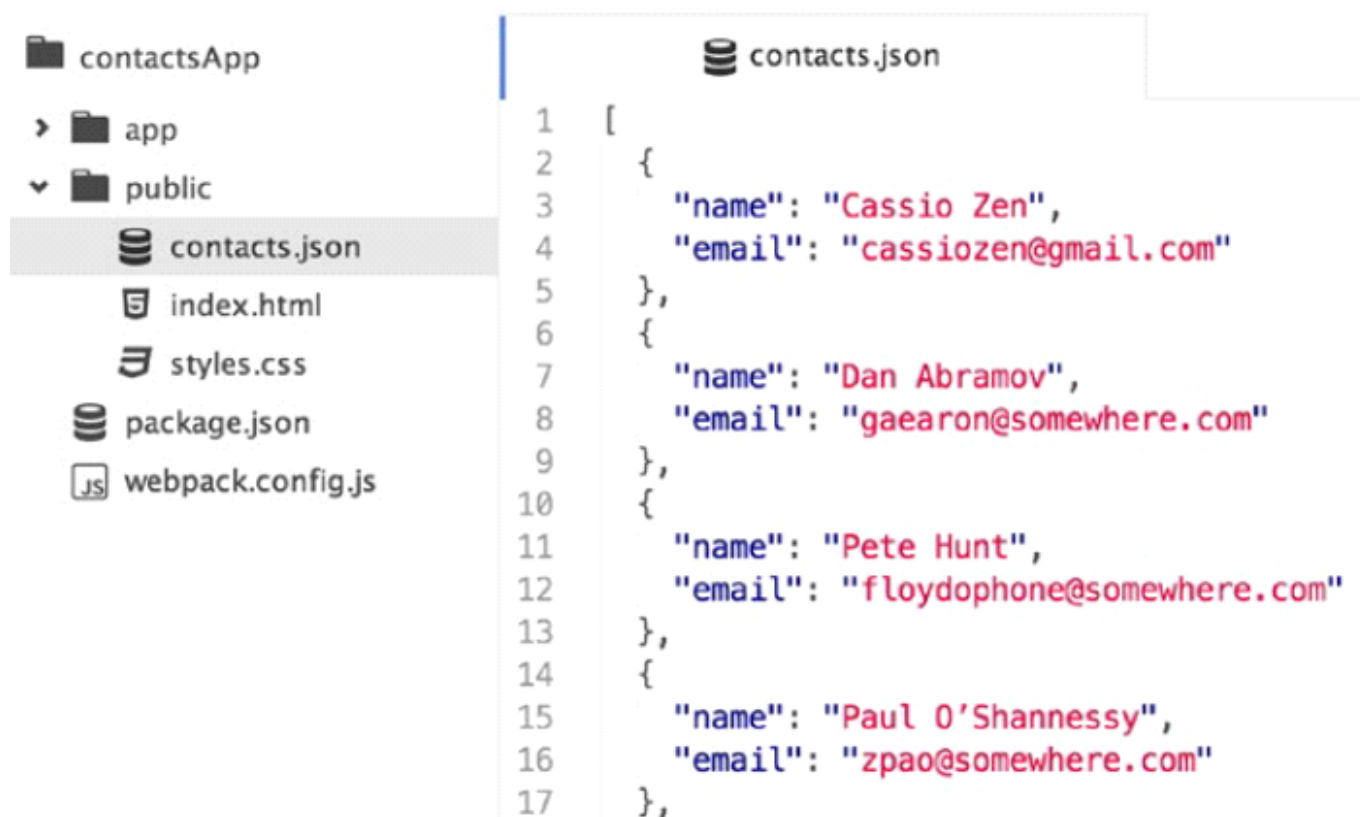 contactsApp
app
public
contacts.json
index.html
styles.css
package.json
JS webpack.config.js
contacts.json
1 [
2 {
3 "name": "Cassio Zen",
4 "email": "cassiozen@gmail.com"
5 },
6 {
7 "name": "Dan Abramov",
8 "email": "gaearon@somewhere.com"
9 },
10 {
11 "name": "Pete Hunt",
12 "email": "floydophone@somewhere.com"
13 },
14 {
15 "name": "Paul O’Shannessy",
16 "email": "zpao@somewhere.com"
17 },